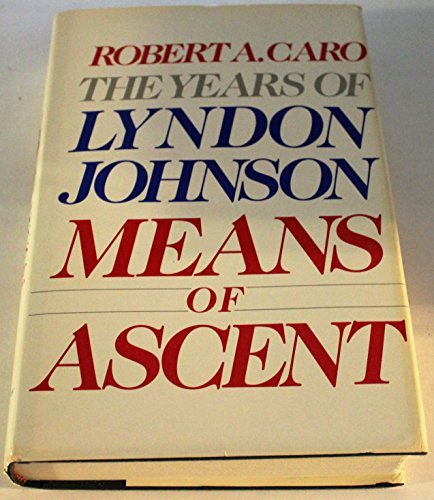 ROBERT A. CARO
THE YEARS OF
LYNDON
JOHNSON
MEANS
OF
ASCENT